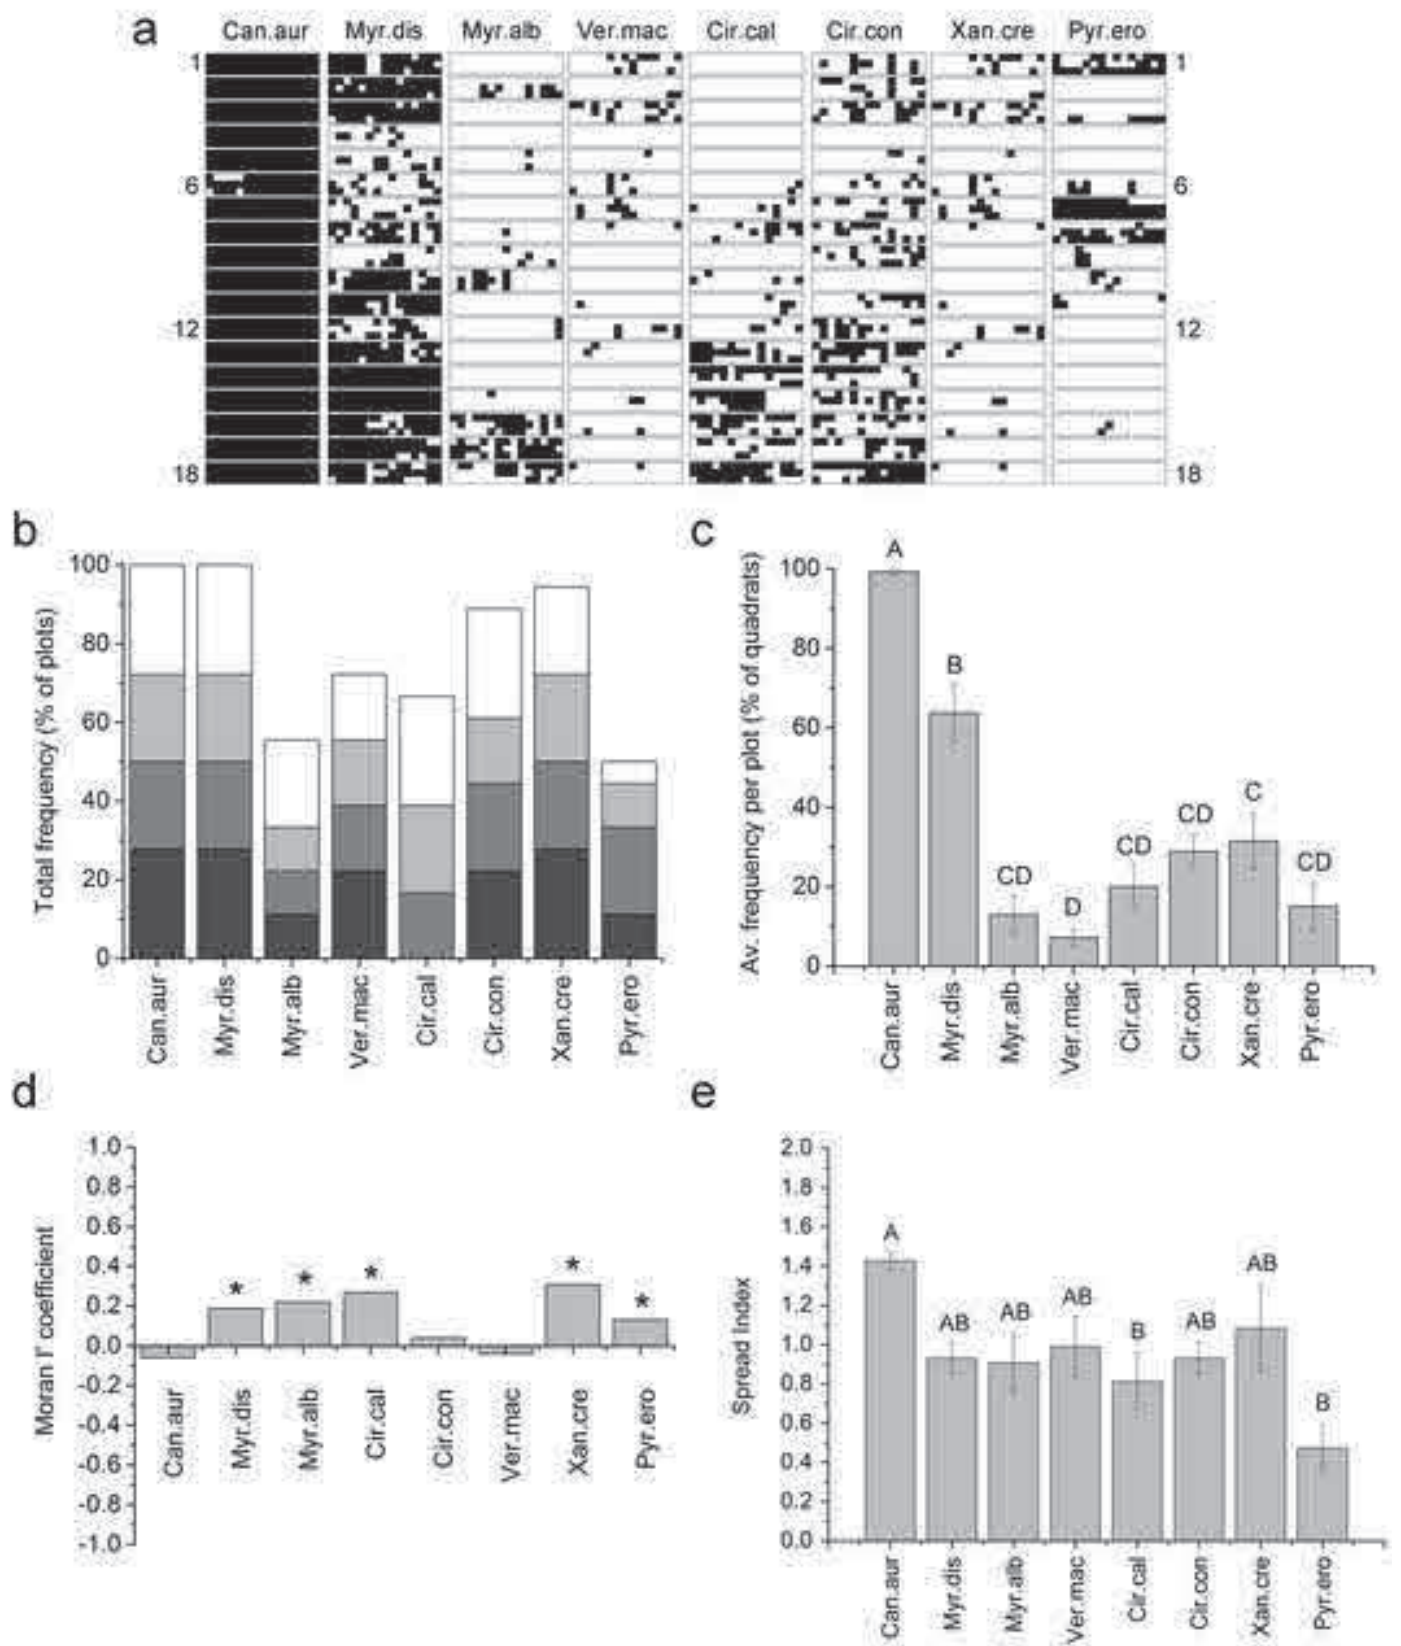 a
Can.aur Myr.dis Myr.alb Ver.mac Cir.cal Cir.con Xan.cre Pyr.ero
1 1
6 6
12 12
18 18
b
Total frequency (% of plots)
100
80
60
40
20
0
Can.aur Myr.dis Myr.alb Ver.mac Cir.cal Cir.con Xan.cre Pyr.ero
c
Av. frequency per plot (% of quadrats)
100
80
60
40
20
0
A B CD D CD CD C CD
Can.aur Myr.dis Myr.alb Ver.mac Cir.cal Cir.con Xan.cre Pyr.ero
d
Moran I' coefficient
1.0
0.8
0.6
0.4
0.2
0.0
-0.2
-0.4
-0.6
-0.8
-1.0
* * * * *
Can.aur Myr.dis Myr.alb Cir.cal Cir.con Ver.mac Xan.cre Pyr.ero
e
Spread Index
2.0
1.8
1.6
1.4
1.2
1.0
0.8
0.6
0.4
0.2
0.0
A AB AB AB B AB AB B
Can.aur Myr.dis Myr.alb Ver.mac Cir.cal Cir.con Xan.cre Pyr.ero